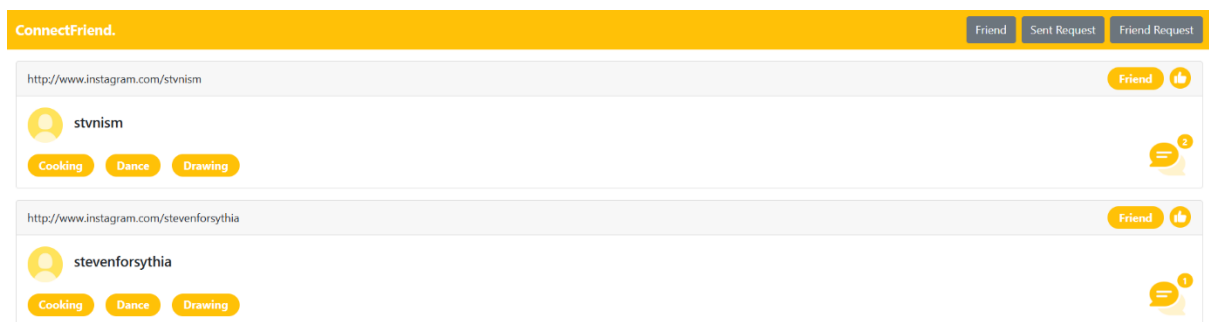 ConnectFriend. Friend Sent Request Friend Request
http://www.instagram.com/stvnism Friend
stvnism
2
Cooking Dance Drawing
http://www.instagram.com/stevenforsythia Friend
stevenforsythia
1
Cooking Dance Drawing